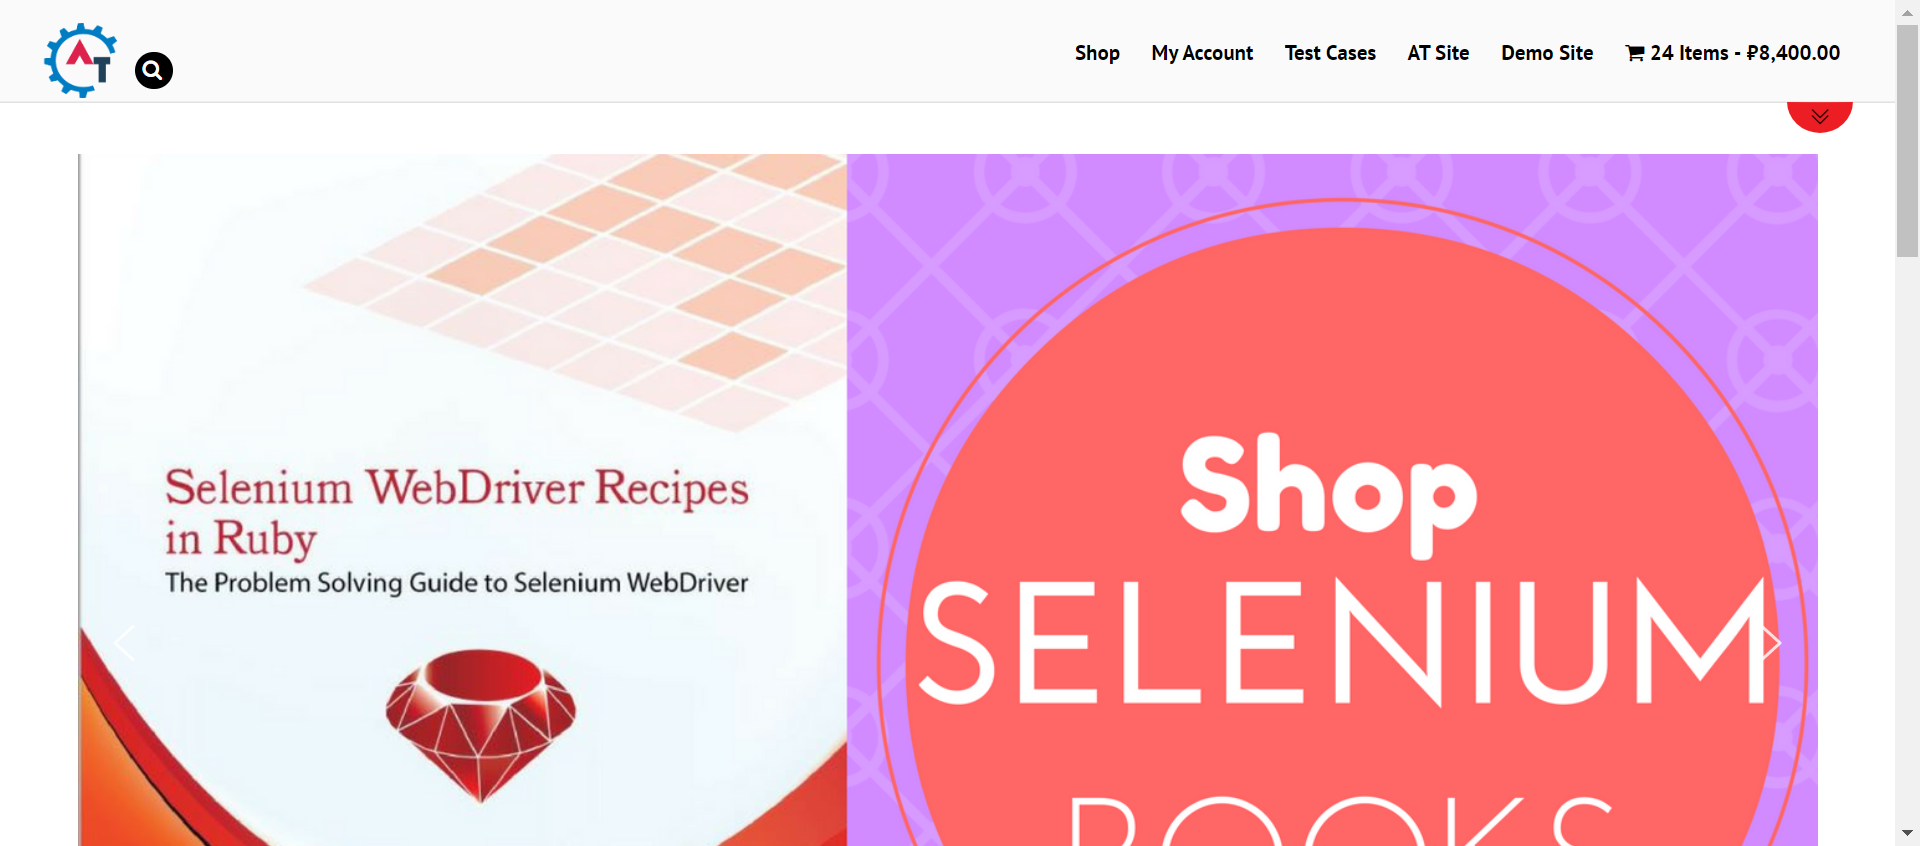 AT
Shop My Account Test Cases AT Site Demo Site 24 Items - ₽8,400.00
Selenium WebDriver Recipes
in Ruby
The Problem Solving Guide to Selenium WebDriver
Shop
SELENIUM
BOOKS